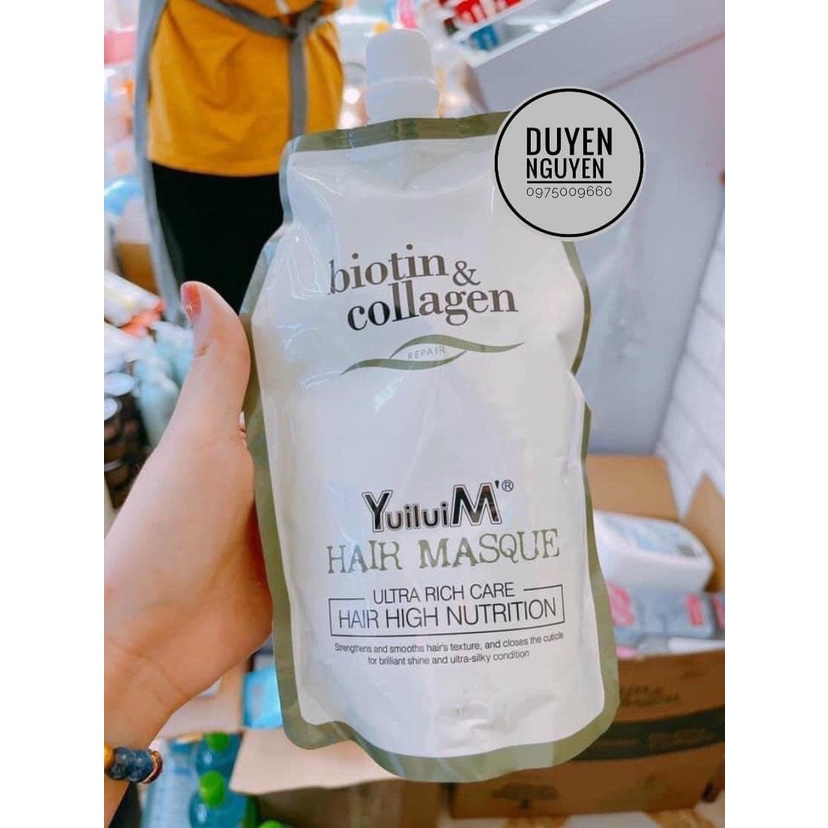 DUYEN
NGUYEN
0975009660
biotin &
collagen
REPAIR
YuiluiM'®
HAIR MASQUE
ULTRA RICH CARE
HAIR HIGH NUTRITION
Strengthens and smooths hair's texture, and closes the cuticle
for brilliant shine and ultra-silky condition